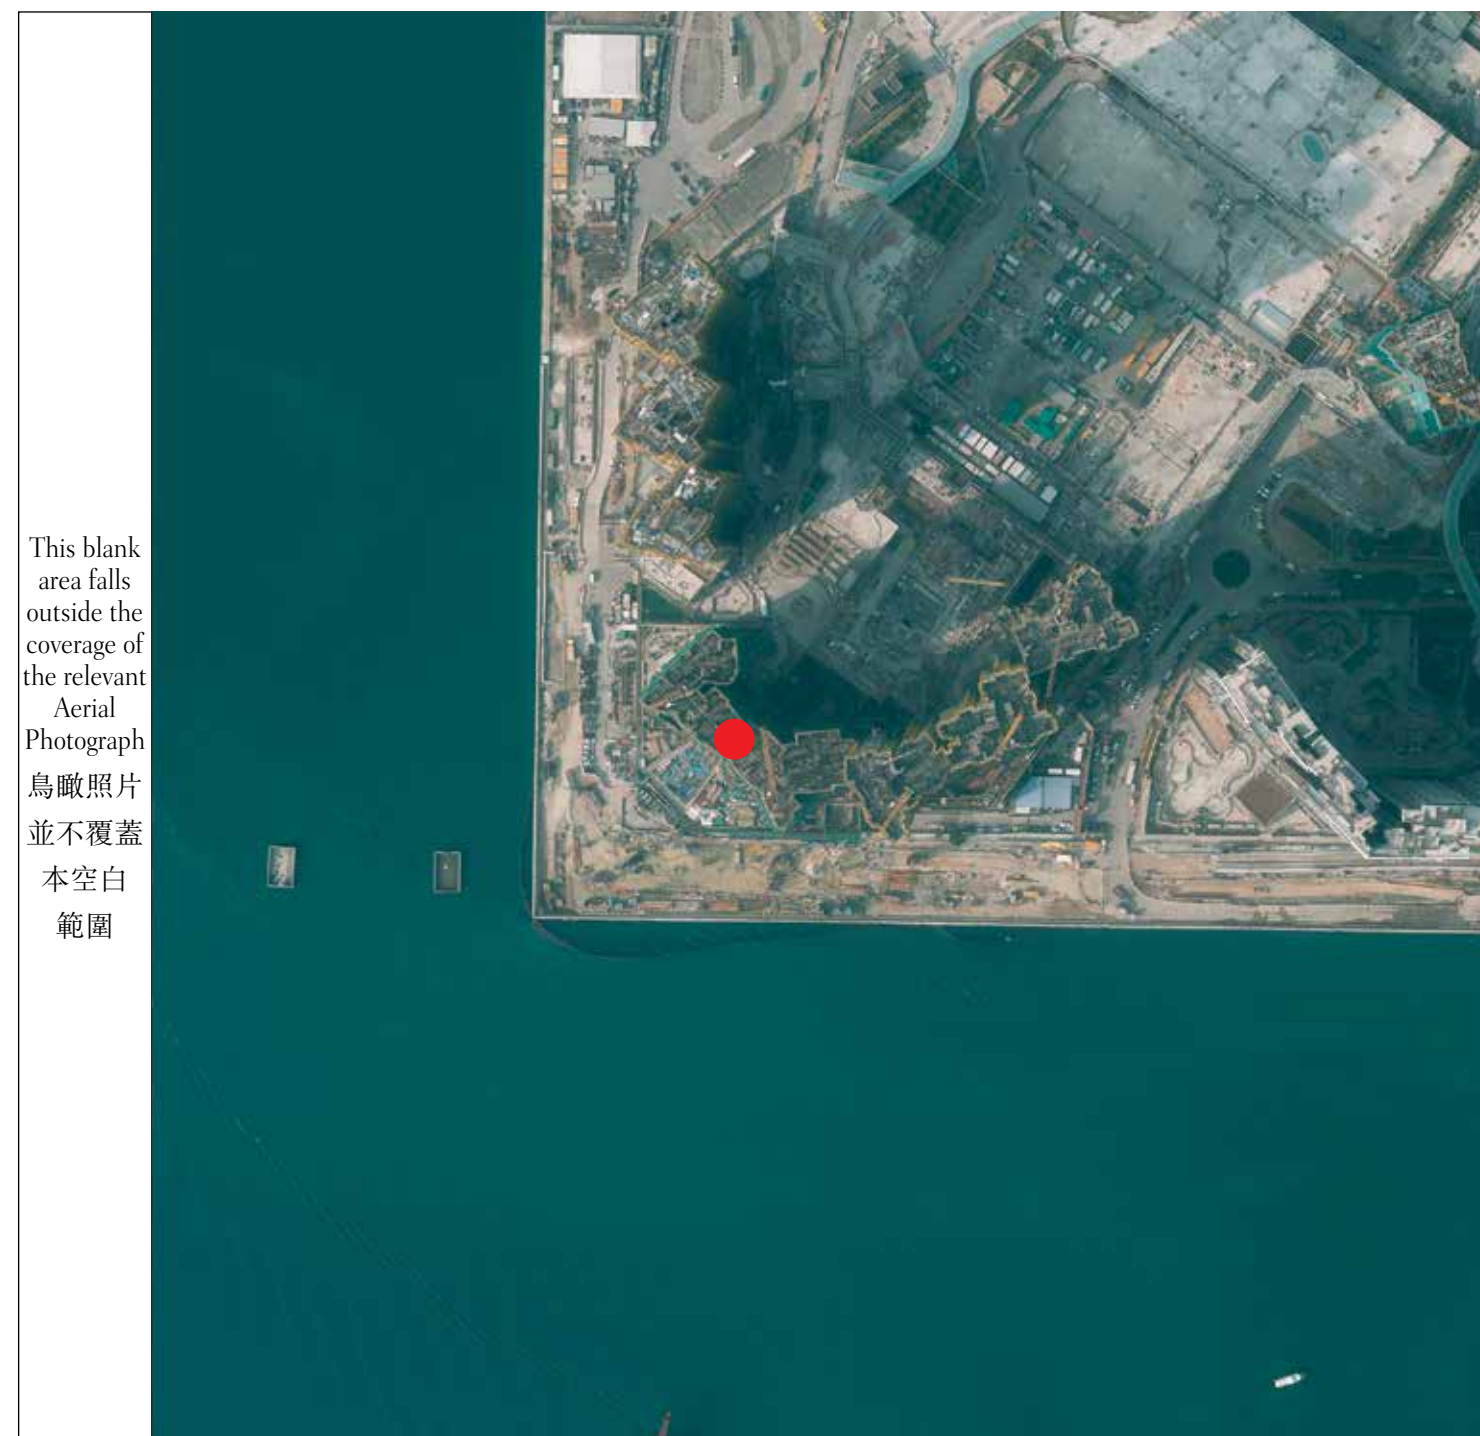 This blank
area falls
outside the
coverage of
the relevant
Aerial
Photograph
鳥瞰照片
並不覆蓋
本空白
範圍